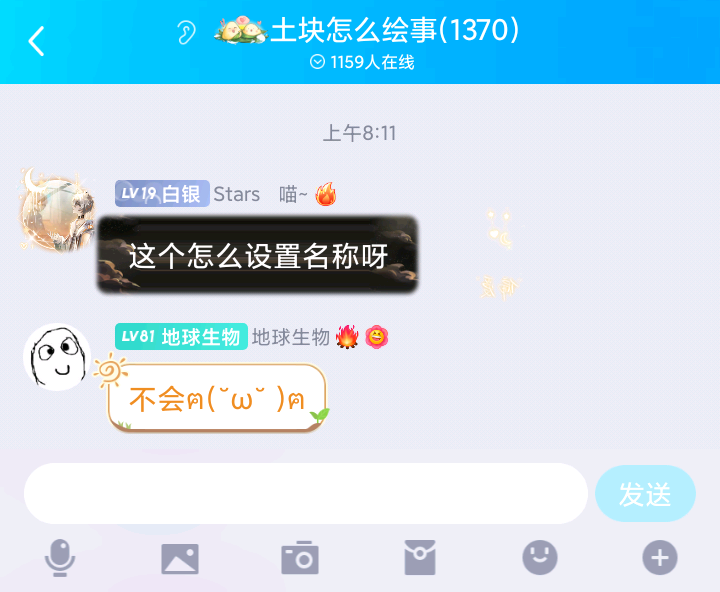 土块怎么绘事(1370)
1159人在线
上午8:11
LV19 白银 Stars 喵~
这个怎么设置名称呀
LV81 地球生物 地球生物
不会ฅ(˘ω˘ )ฅ
发送